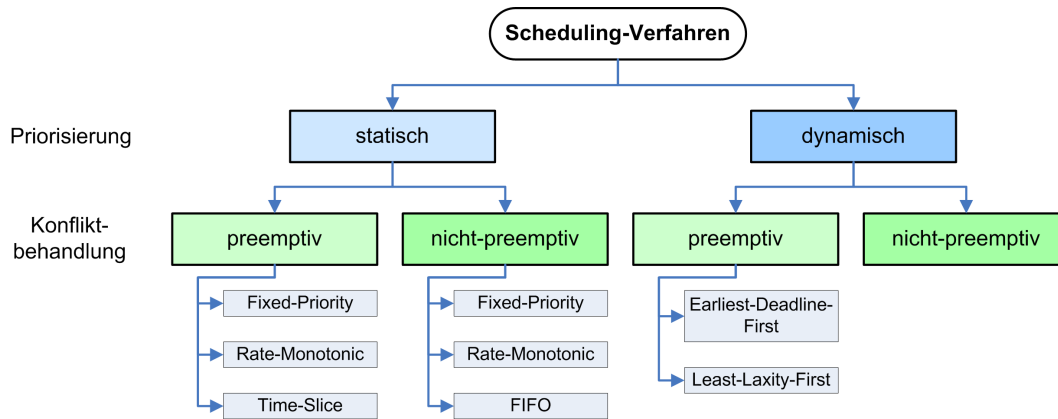 Scheduling-Verfahren
Priorisierung
statisch
dynamisch
Konflikt-
behandlung
preemptiv
nicht-preemptiv
preemptiv
nicht-preemptiv
Fixed-Priority
Rate-Monotonic
Time-Slice
Fixed-Priority
Rate-Monotonic
FIFO
Earliest-Deadline-
First
Least-Laxity-First